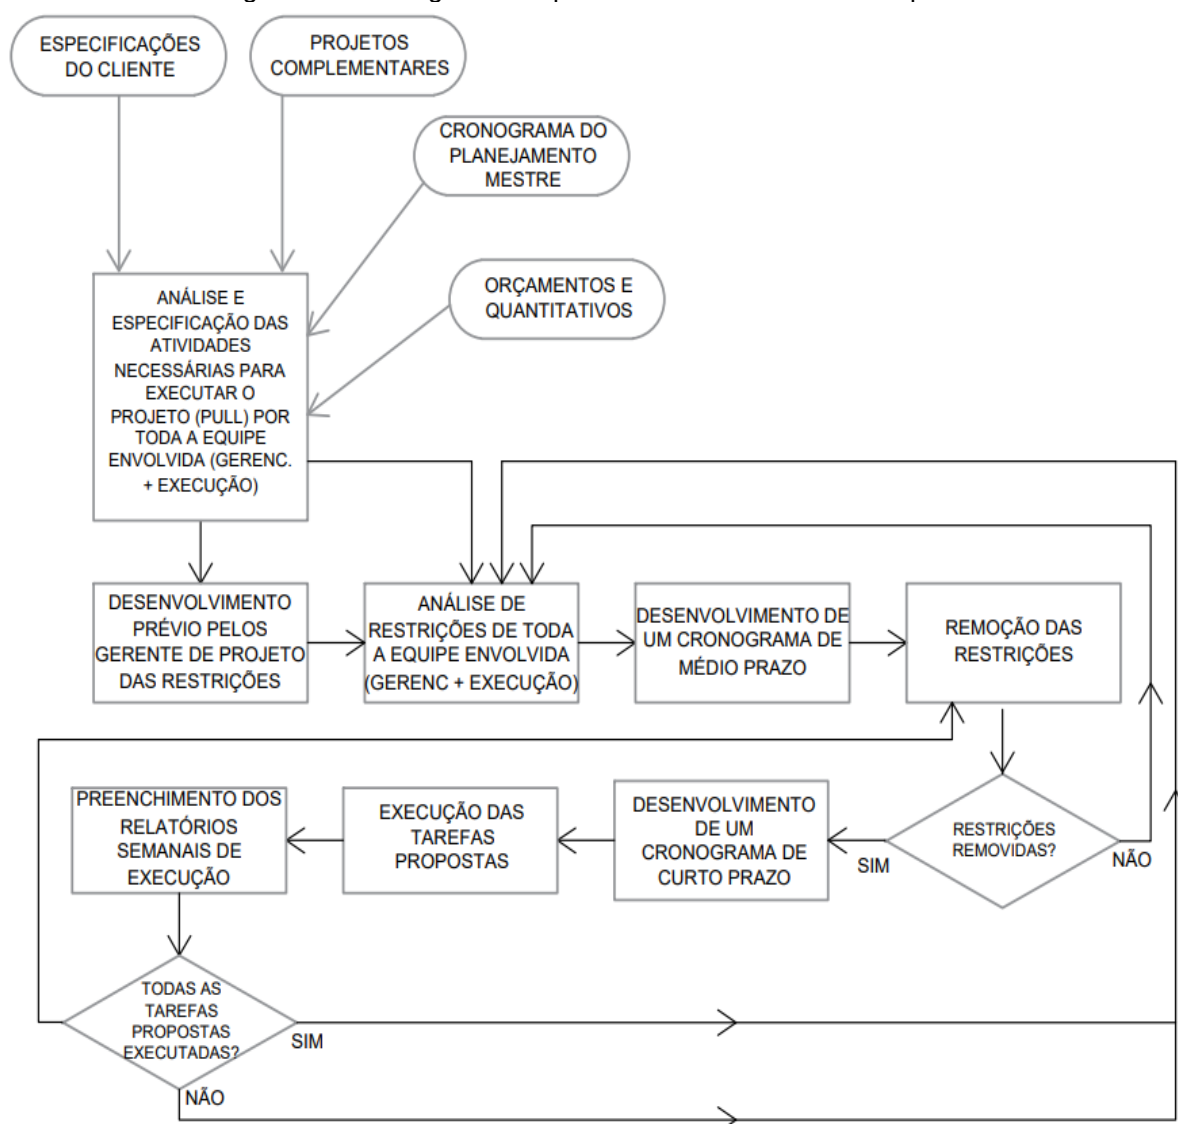 ESPECIFICAÇÕES
DO CLIENTE
PROJETOS
COMPLEMENTARES
CRONOGRAMA DO
PLANEJAMENTO
MESTRE
ORÇAMENTOS E
QUANTITATIVOS
ANÁLISE E
ESPECIFICAÇÃO DAS
ATIVIDADES
NECESSÁRIAS PARA
EXECUTAR O
PROJETO (PULL) POR
TODA A EQUIPE
ENVOLVIDA (GERENC.
+ EXECUÇÃO)
DESENVOLVIMENTO
PRÉVIO PELOS
GERENTE DE PROJETO
DAS RESTRIÇÕES
ANÁLISE DE
RESTRIÇÕES DE TODA
A EQUIPE ENVOLVIDA
(GERENC + EXECUÇÃO)
DESENVOLVIMENTO DE
UM CRONOGRAMA DE
MÉDIO PRAZO
REMOÇÃO DAS
RESTRIÇÕES
RESTRIÇÕES
REMOVIDAS?
NÃO
SIM
DESENVOLVIMENTO
DE UM
CRONOGRAMA DE
CURTO PRAZO
EXECUÇÃO DAS
TAREFAS
PROPOSTAS
PREENCHIMENTO DOS
RELATÓRIOS
SEMANAIS DE
EXECUÇÃO
TODAS AS
TAREFAS
PROPOSTAS
EXECUTADAS?
SIM
NÃO